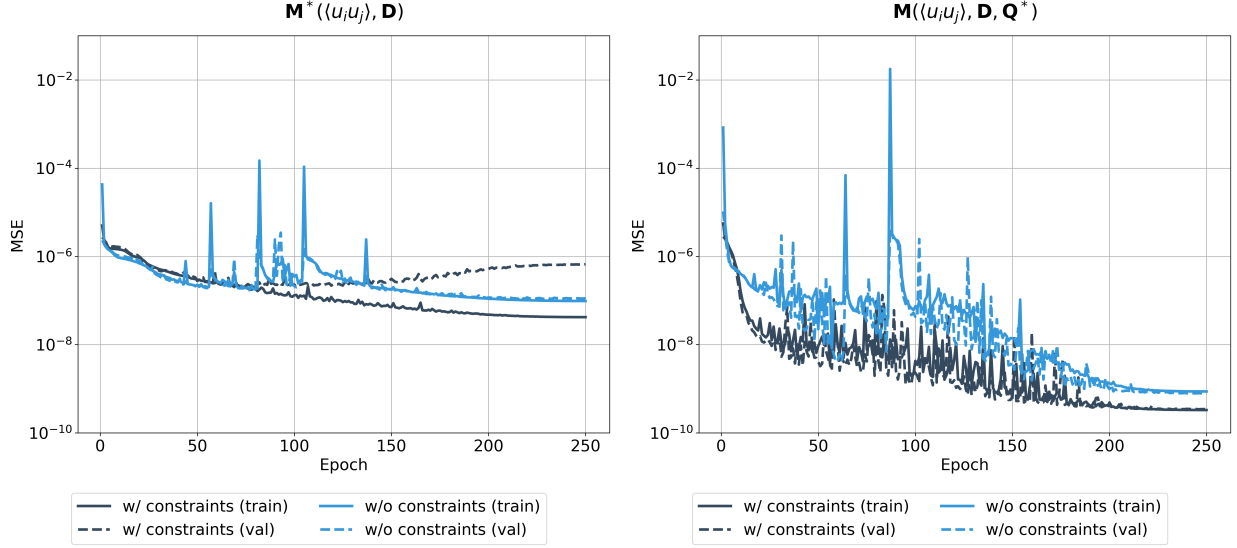 M*(⟨uᵢuⱼ⟩, D)
MSE
10⁻²
10⁻⁴
10⁻⁶
10⁻⁸
10⁻¹⁰
0 50 100 150 200 250
Epoch
w/ constraints (train) w/o constraints (train)
w/ constraints (val) w/o constraints (val)
M(⟨uᵢuⱼ⟩, D, Q*)
MSE
10⁻²
10⁻⁴
10⁻⁶
10⁻⁸
10⁻¹⁰
0 50 100 150 200 250
Epoch
w/ constraints (train) w/o constraints (train)
w/ constraints (val) w/o constraints (val)